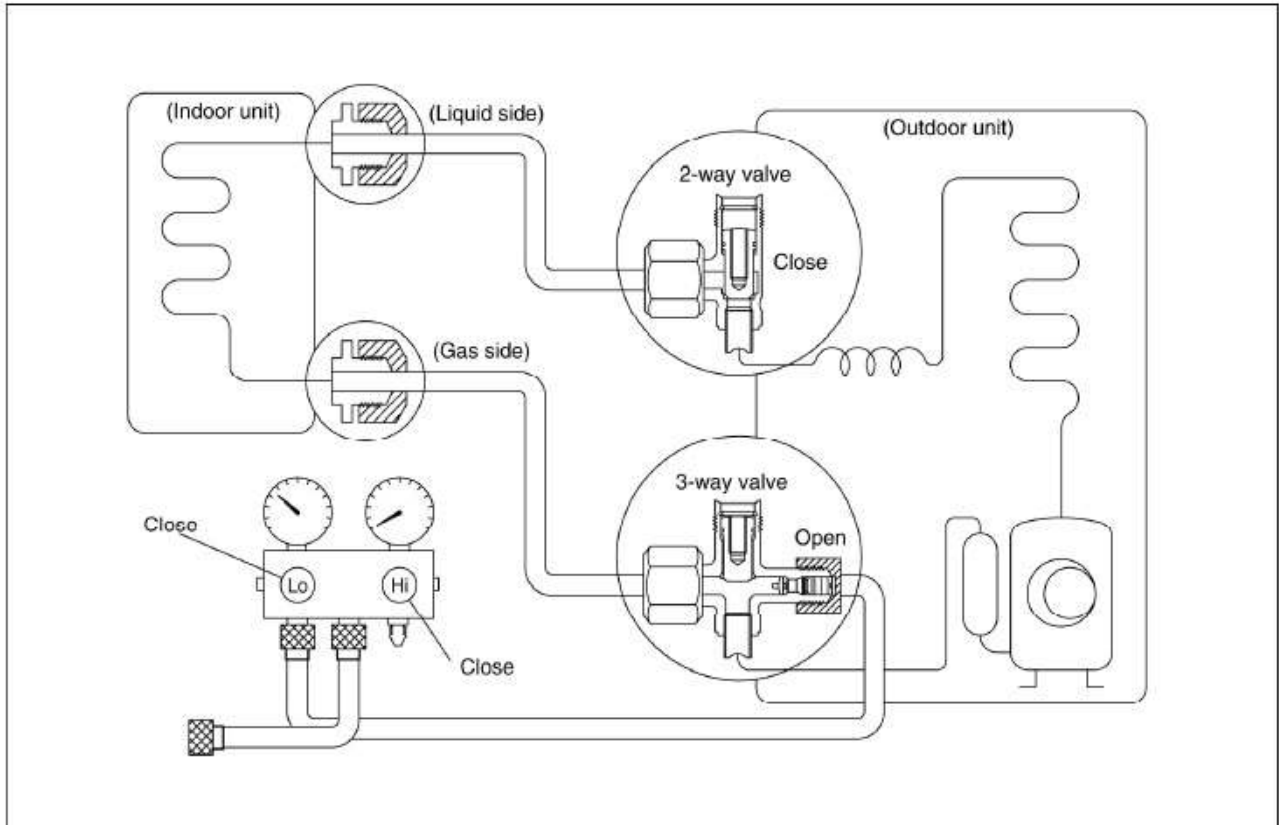 (Indoor unit)
(Liquid side)
(Outdoor unit)
2-way valve
Close
(Gas side)
3-way valve
Open
Close
Lo
Hi
Close